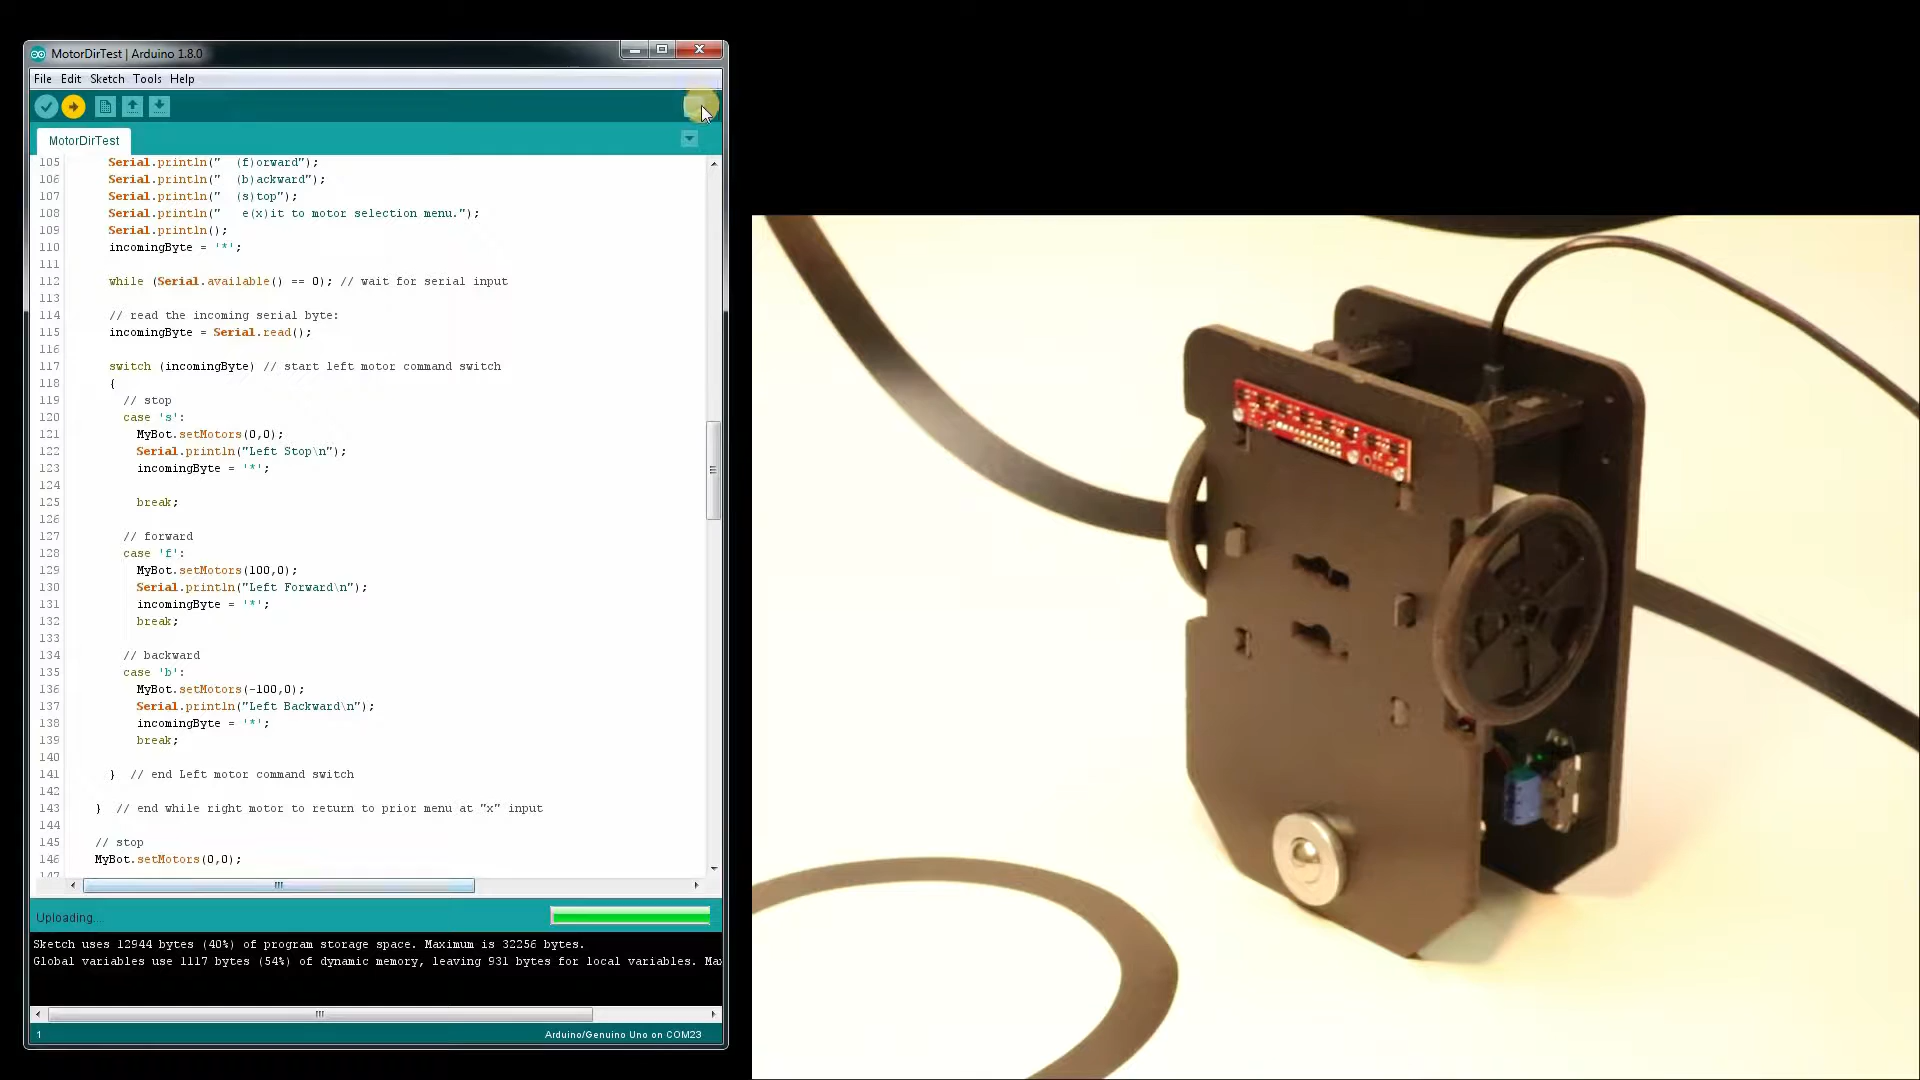 MotorDirTest | Arduino 1.8.0
File Edit Sketch Tools Help
MotorDirTest
105 Serial.println("  (f)orward");
106 Serial.println("  (b)ackward");
107 Serial.println("  (s)top");
108 Serial.println("   e(x)it to motor selection menu.");
109 Serial.println();
110 incomingByte = '*';
111
112 while (Serial.available() == 0); // wait for serial input
113
114 // read the incoming serial byte:
115 incomingByte = Serial.read();
116
117 switch (incomingByte) // start left motor command switch
118 {
119 // stop
120 case 's':
121 MyBot.setMotors(0,0);
122 Serial.println("Left Stop\n");
123 incomingByte = '*';
124
125 break;
126
127 // forward
128 case 'f':
129 MyBot.setMotors(100,0);
130 Serial.println("Left Forward\n");
131 incomingByte = '*';
132 break;
133
134 // backward
135 case 'b':
136 MyBot.setMotors(-100,0);
137 Serial.println("Left Backward\n");
138 incomingByte = '*';
139 break;
140
141 } // end Left motor command switch
142
143 } // end while right motor to return to prior menu at "x" input
144
145 // stop
146 MyBot.setMotors(0,0);
147
Uploading...
Sketch uses 12944 bytes (40%) of program storage space. Maximum is 32256 bytes.
Global variables use 1117 bytes (54%) of dynamic memory, leaving 931 bytes for local variables. Max
1 Arduino/Genuino Uno on COM23